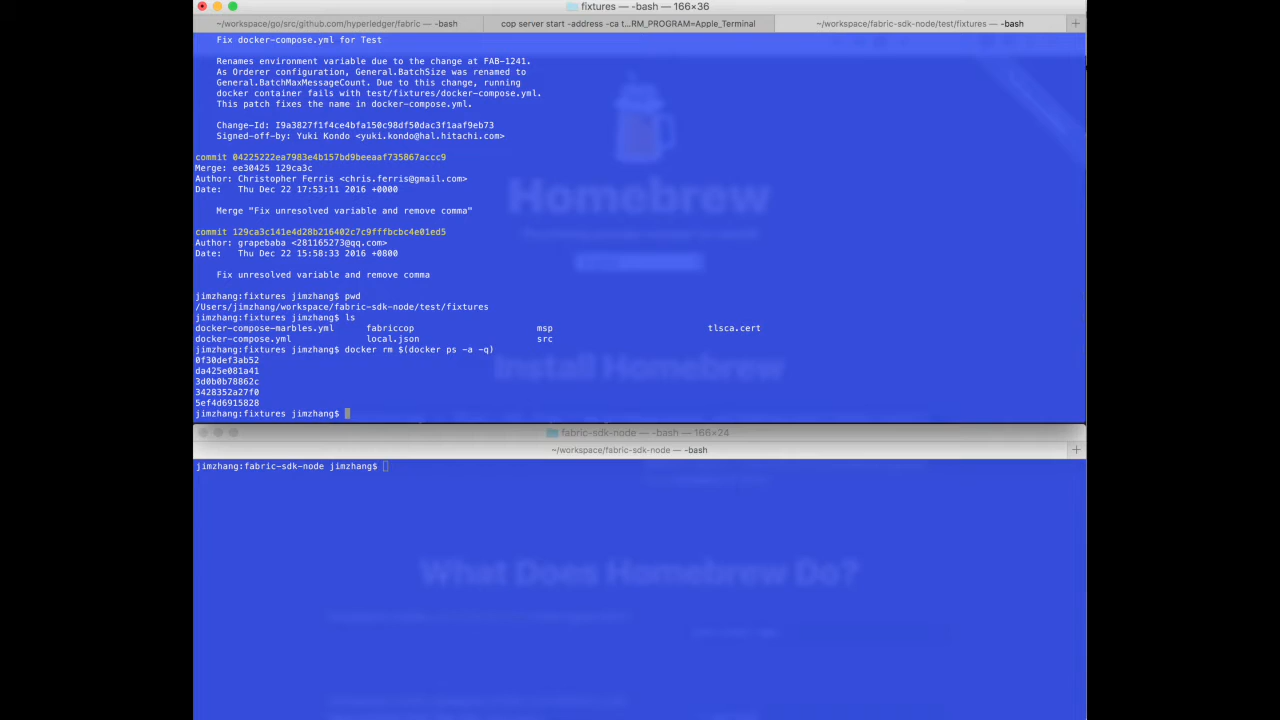 fixtures — -bash — 166×36
~/workspace/go/src/github.com/hyperledger/fabric — -bash
cop server start -address -ca t...RM_PROGRAM=Apple_Terminal
~/workspace/fabric-sdk-node/test/fixtures — -bash
+
Fix docker-compose.yml for Test
Renames environment variable due to the change at FAB-1241.
As Orderer configuration, General.BatchSize was renamed to
General.BatchMaxMessageCount. Due to this change, running
docker container fails with test/fixtures/docker-compose.yml.
This patch fixes the name in docker-compose.yml.
Change-Id: I9a3827f1f4ce4bfa150c98df50dac3f1aaf9eb73
Signed-off-by: Yuki Kondo <yuki.kondo@hal.hitachi.com>
commit 04225222ea7983e4b157bd9beeaaf735867accc9
Merge: ee30425 129ca3c
Author: Christopher Ferris <chris.ferris@gmail.com>
Date:   Thu Dec 22 17:53:11 2016 +0000
Merge "Fix unresolved variable and remove comma"
commit 129ca3c141e4d28b216402c7c9fffbcbc4e01ed5
Author: grapebaba <281165273@qq.com>
Date:   Thu Dec 22 15:58:33 2016 +0800
Fix unresolved variable and remove comma
jimzhang:fixtures jimzhang$ pwd
/Users/jimzhang/workspace/fabric-sdk-node/test/fixtures
jimzhang:fixtures jimzhang$ ls
docker-compose-marbles.yml fabriccop msp tlsca.cert
docker-compose.yml local.json src
jimzhang:fixtures jimzhang$ docker rm $(docker ps -a -q)
0f30def3ab52
da425e081a41
3d0b0b78862c
3428352a27f0
5ef4d6915828
jimzhang:fixtures jimzhang$
Homebrew
Install Homebrew
fabric-sdk-node — -bash — 166×24
~/workspace/fabric-sdk-node — -bash
+
jimzhang:fabric-sdk-node jimzhang$
What Does Homebrew Do?